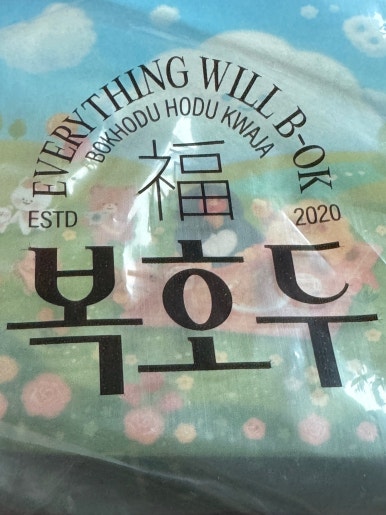 EVERYTHING WILL B-OK
BOKHODU HODU KWAJA
福
ESTD
2020
복호두